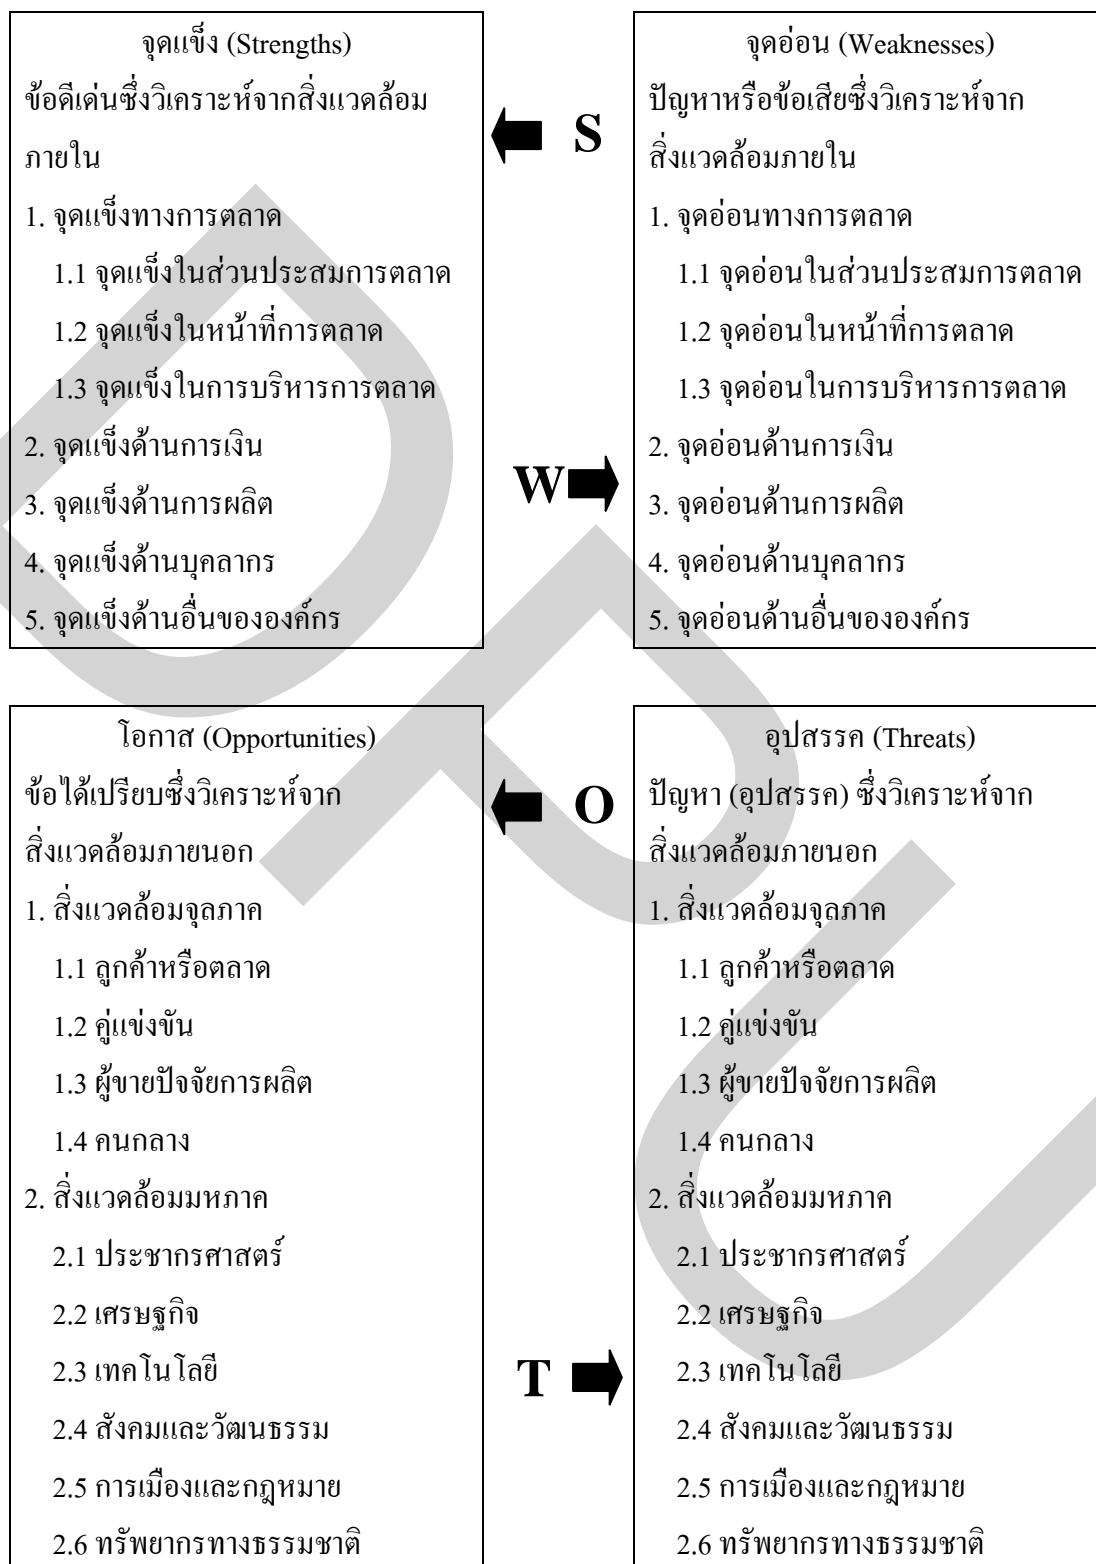 จุดแข็ง (Strengths)
ข้อดีเด่นซึ่งวิเคราะห์จากสิ่งแวดล้อม
ภายใน
1. จุดแข็งทางการตลาด
1.1 จุดแข็งในส่วนประสมการตลาด
1.2 จุดแข็งในหน้าที่การตลาด
1.3 จุดแข็งในการบริหารการตลาด
2. จุดแข็งด้านการเงิน
3. จุดแข็งด้านการผลิต
4. จุดแข็งด้านบุคลากร
5. จุดแข็งด้านอื่นขององค์กร
S
W
จุดอ่อน (Weaknesses)
ปัญหาหรือข้อเสียซึ่งวิเคราะห์จาก
สิ่งแวดล้อมภายใน
1. จุดอ่อนทางการตลาด
1.1 จุดอ่อนในส่วนประสมการตลาด
1.2 จุดอ่อนในหน้าที่การตลาด
1.3 จุดอ่อนในการบริหารการตลาด
2. จุดอ่อนด้านการเงิน
3. จุดอ่อนด้านการผลิต
4. จุดอ่อนด้านบุคลากร
5. จุดอ่อนด้านอื่นขององค์กร
โอกาส (Opportunities)
ข้อได้เปรียบซึ่งวิเคราะห์จาก
สิ่งแวดล้อมภายนอก
1. สิ่งแวดล้อมจุลภาค
1.1 ลูกค้าหรือตลาด
1.2 คู่แข่งขัน
1.3 ผู้ขายปัจจัยการผลิต
1.4 คนกลาง
2. สิ่งแวดล้อมมหภาค
2.1 ประชากรศาสตร์
2.2 เศรษฐกิจ
2.3 เทคโนโลยี
2.4 สังคมและวัฒนธรรม
2.5 การเมืองและกฎหมาย
2.6 ทรัพยากรทางธรรมชาติ
O
T
อุปสรรค (Threats)
ปัญหา (อุปสรรค) ซึ่งวิเคราะห์จาก
สิ่งแวดล้อมภายนอก
1. สิ่งแวดล้อมจุลภาค
1.1 ลูกค้าหรือตลาด
1.2 คู่แข่งขัน
1.3 ผู้ขายปัจจัยการผลิต
1.4 คนกลาง
2. สิ่งแวดล้อมมหภาค
2.1 ประชากรศาสตร์
2.2 เศรษฐกิจ
2.3 เทคโนโลยี
2.4 สังคมและวัฒนธรรม
2.5 การเมืองและกฎหมาย
2.6 ทรัพยากรทางธรรมชาติ
DPU